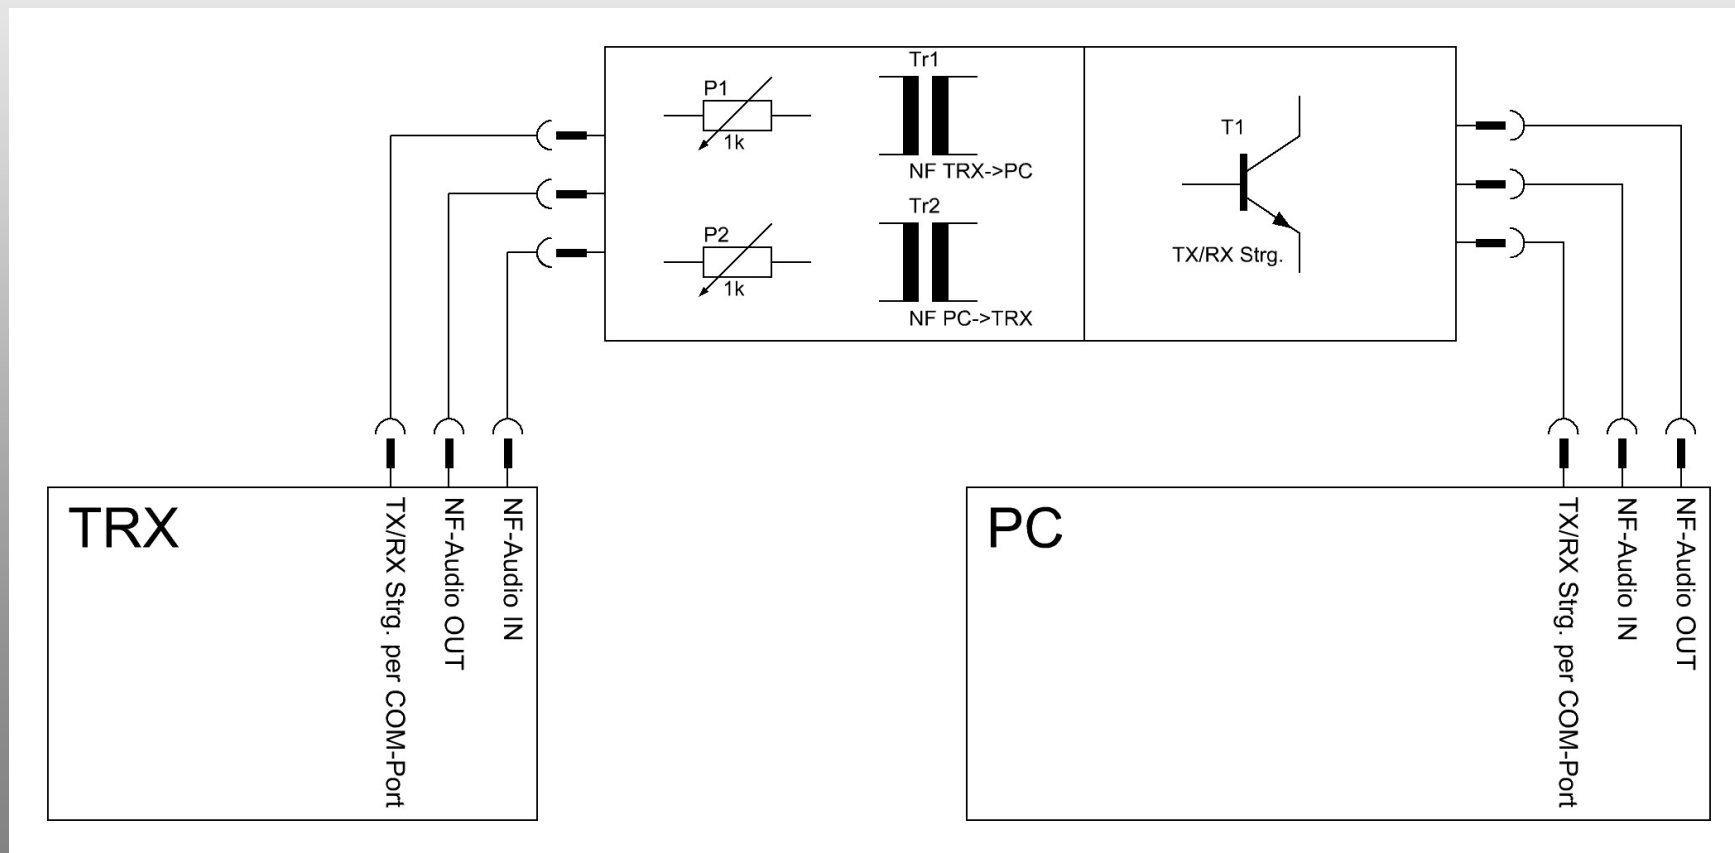 Tr1
P1
1k
NF TRX->PC
T1
Tr2
P2
1k
TX/RX Strg.
NF PC->TRX
TRX
TX/RX Strg. per COM-Port
NF-Audio OUT
NF-Audio IN
PC
TX/RX Strg. per COM-Port
NF-Audio IN
NF-Audio OUT